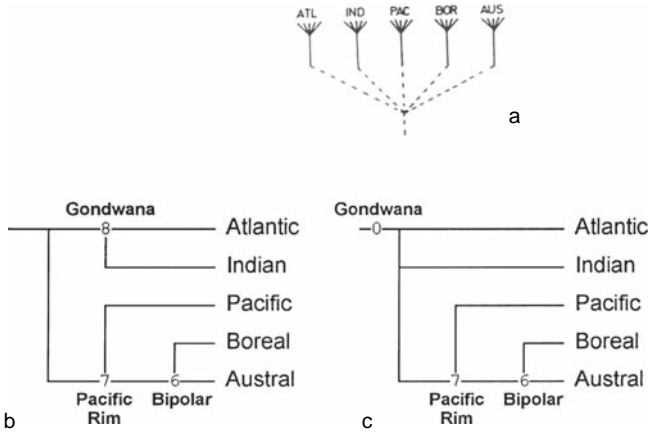 ATL IND PAC BOR AUS
a
Gondwana
8
Atlantic
Indian
Pacific
Boreal
7
6
Austral
Pacific
Rim
Bipolar
b
Gondwana
0
Atlantic
Indian
Pacific
Boreal
7
6
Austral
Pacific
Rim
Bipolar
c